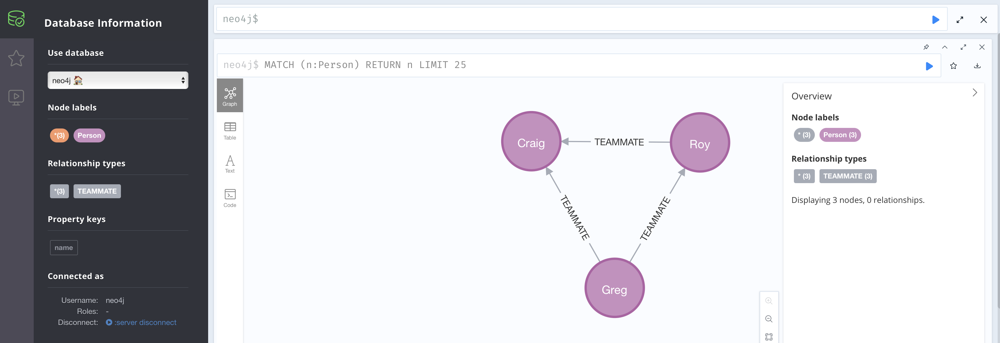 Database Information
Use database
neo4j
Node labels
*(3) Person
Relationship types
*(3) TEAMMATE
Property keys
name
Connected as
Username: neo4j
Roles: -
Disconnect: :server disconnect
neo4j$
neo4j$ MATCH (n:Person) RETURN n LIMIT 25
Graph
Table
Text
Code
Craig
TEAMMATE
Roy
TEAMMATE
TEAMMATE
Greg
Overview
Node labels
* (3) Person (3)
Relationship types
* (3) TEAMMATE (3)
Displaying 3 nodes, 0 relationships.